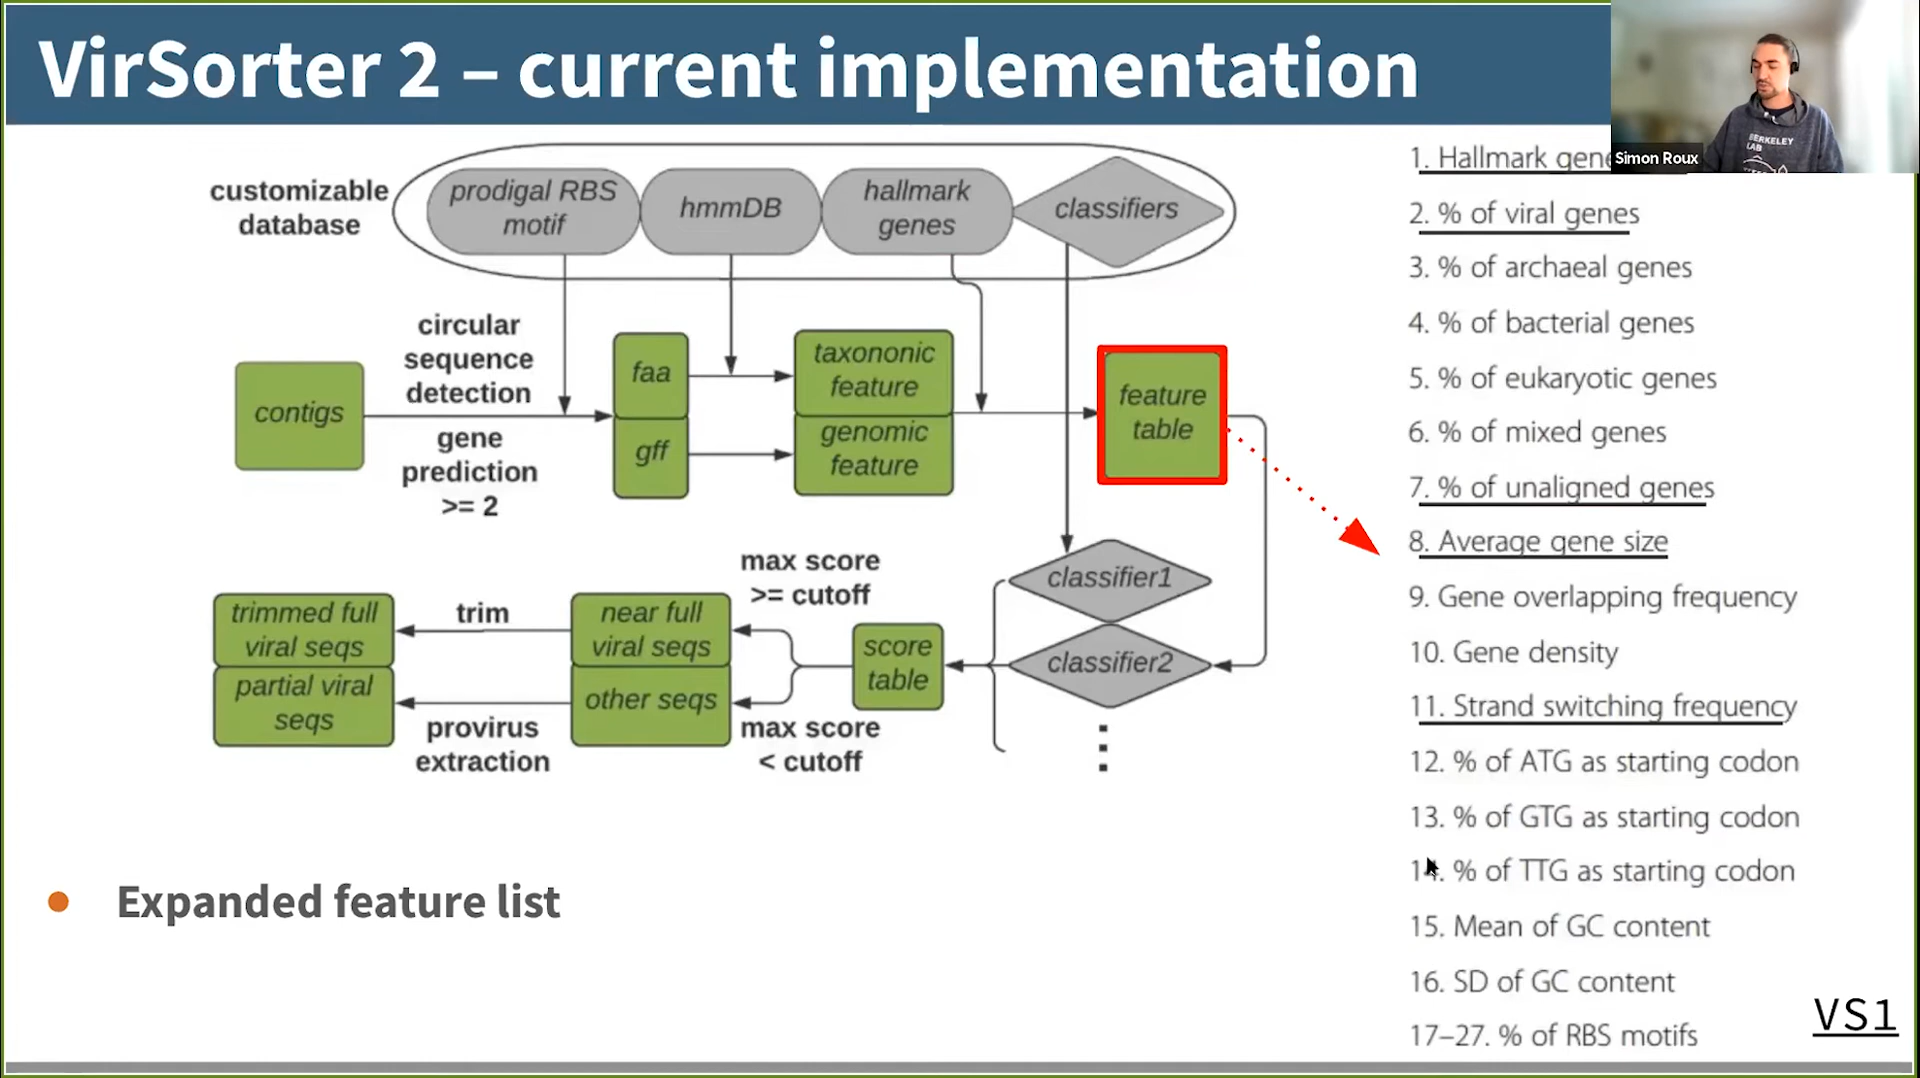 VirSorter 2 – current implementation
BERKELEY
LAB
Simon Roux
customizable
database
prodigal RBS
motif
hmmDB
hallmark
genes
classifiers
circular
sequence
detection
contigs
gene
prediction
>= 2
faa
gff
taxononic
feature
genomic
feature
feature
table
classifier1
classifier2
max score
>= cutoff
score
table
max score
< cutoff
near full
viral seqs
other seqs
trim
provirus
extraction
trimmed full
viral seqs
partial viral
seqs
Expanded feature list
1. Hallmark
2. % of viral genes
3. % of archaeal genes
4. % of bacterial genes
5. % of eukaryotic genes
6. % of mixed genes
7. % of unaligned genes
8. Average gene size
9. Gene overlapping frequency
10. Gene density
11. Strand switching frequency
12. % of ATG as starting codon
13. % of GTG as starting codon
14. % of TTG as starting codon
15. Mean of GC content
16. SD of GC content
17–27. % of RBS motifs
VS1